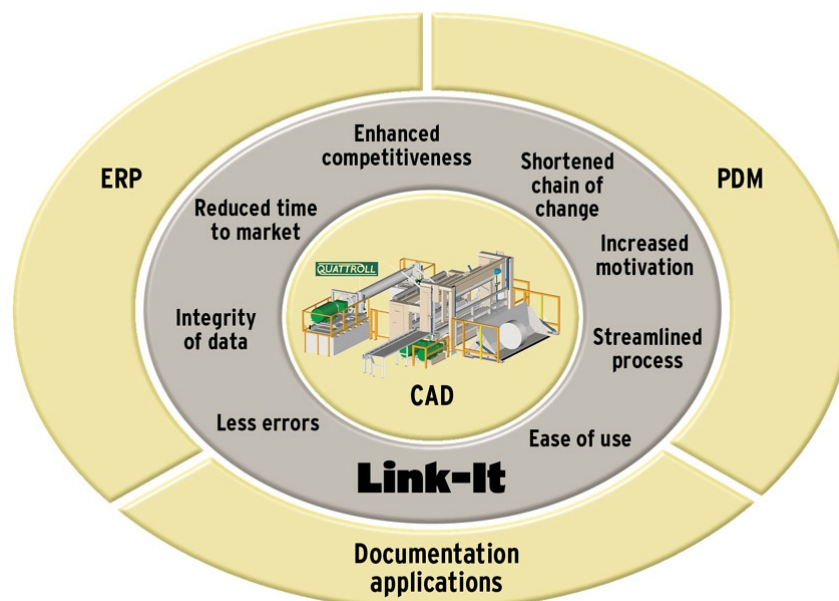 Enhanced
competitiveness
Shortened
chain of
change
ERP
PDM
Reduced time
to market
Increased
motivation
QUATTROLL
Integrity
of data
Streamlined
process
CAD
Less errors
Ease of use
Link-It
Documentation
applications